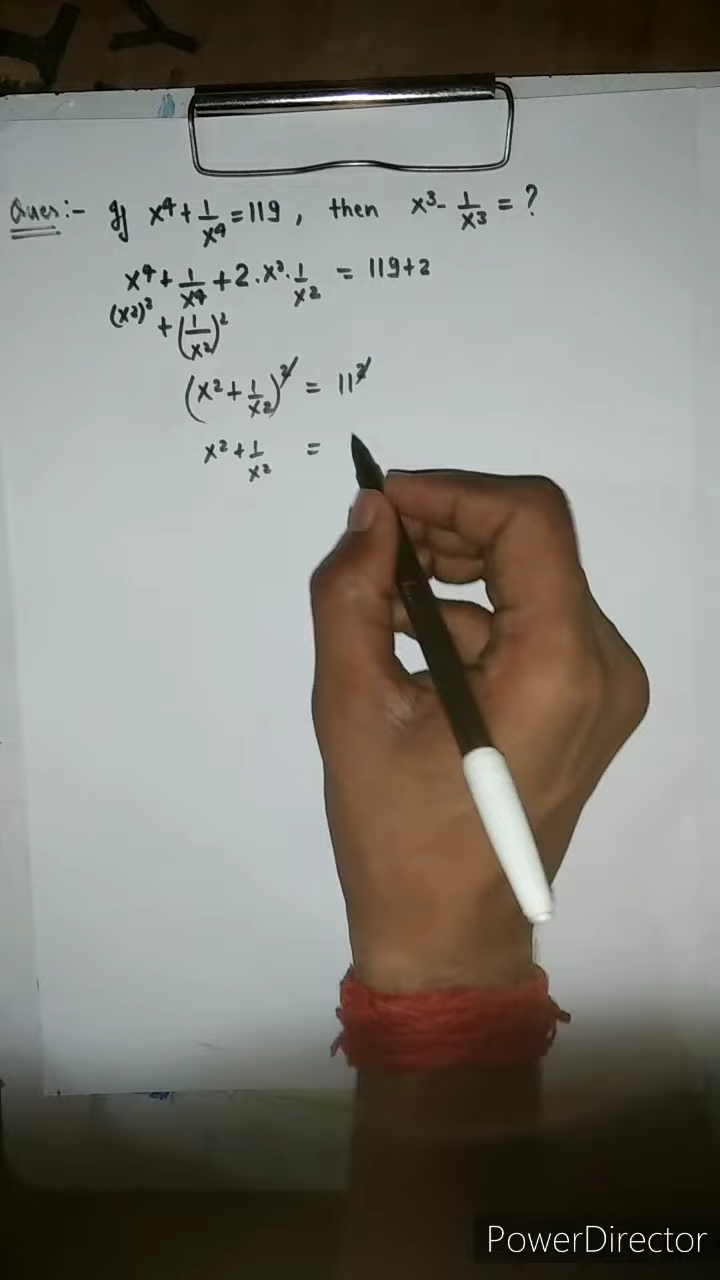 Ques:- If x⁴ + 1/x⁴ = 119, then x³ - 1/x³ = ?
x⁴ + 1/x⁴ + 2.x².1/x² = 119+2
(x²)² + (1/x²)²
(x² + 1/x²)² = 11²
x² + 1/x² =
PowerDirector